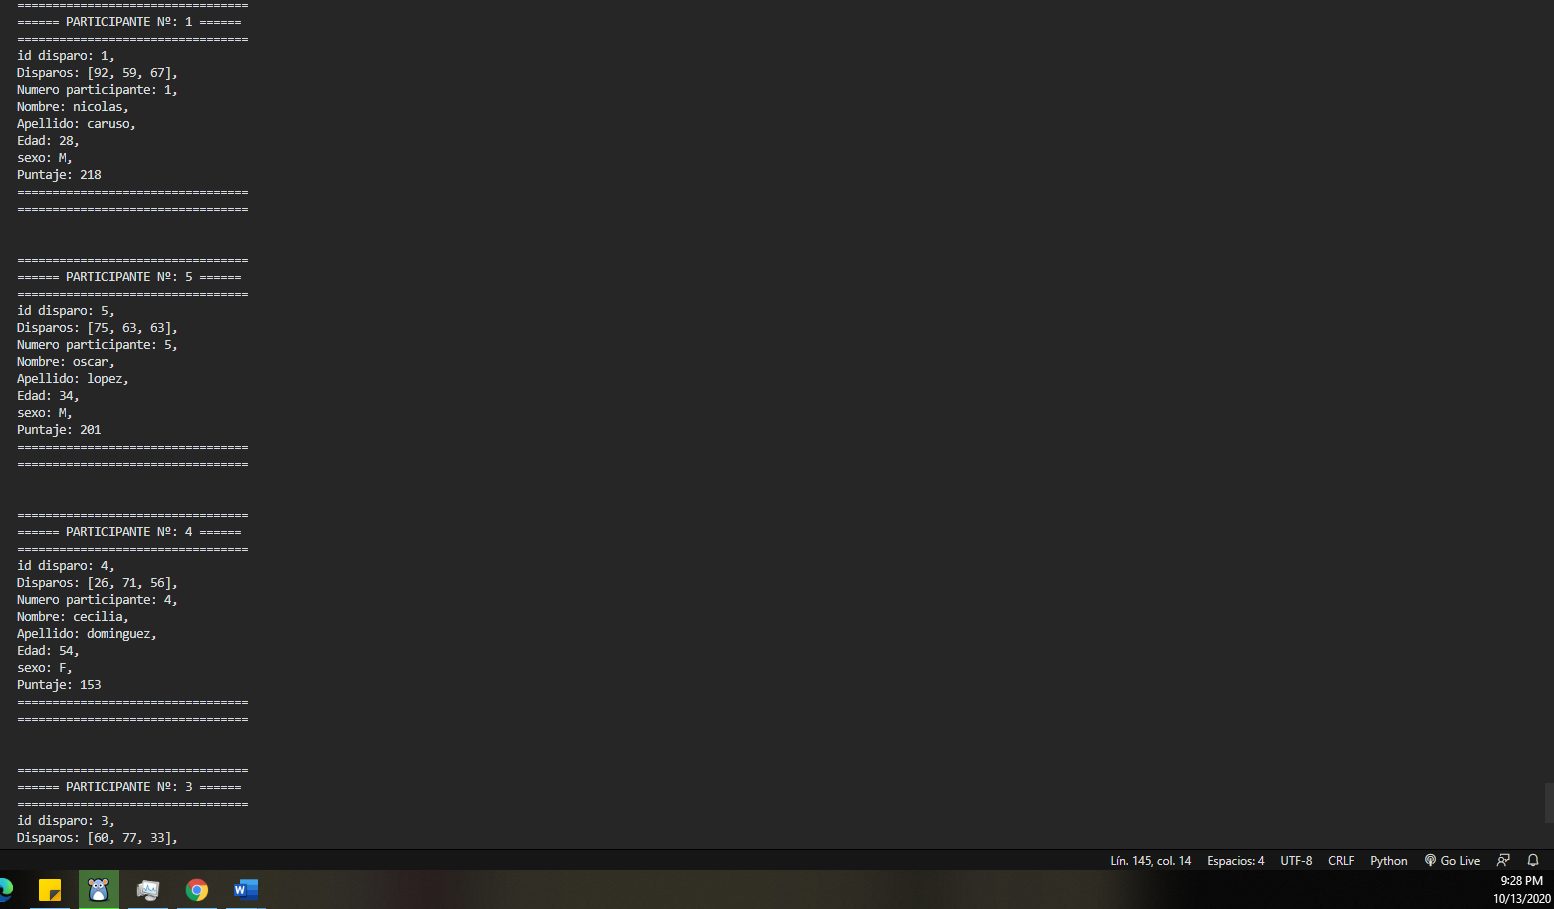 =================================
====== PARTICIPANTE Nº: 1 ======
=================================
id disparo: 1,
Disparos: [92, 59, 67],
Numero participante: 1,
Nombre: nicolas,
Apellido: caruso,
Edad: 28,
sexo: M,
Puntaje: 218
=================================
=================================
=================================
====== PARTICIPANTE Nº: 5 ======
=================================
id disparo: 5,
Disparos: [75, 63, 63],
Numero participante: 5,
Nombre: oscar,
Apellido: lopez,
Edad: 34,
sexo: M,
Puntaje: 201
=================================
=================================
=================================
====== PARTICIPANTE Nº: 4 ======
=================================
id disparo: 4,
Disparos: [26, 71, 56],
Numero participante: 4,
Nombre: cecilia,
Apellido: dominguez,
Edad: 54,
sexo: F,
Puntaje: 153
=================================
=================================
=================================
====== PARTICIPANTE Nº: 3 ======
=================================
id disparo: 3,
Disparos: [60, 77, 33],
Lín. 145, col. 14 Espacios: 4 UTF-8 CRLF Python Go Live
W
9:28 PM
10/13/2020